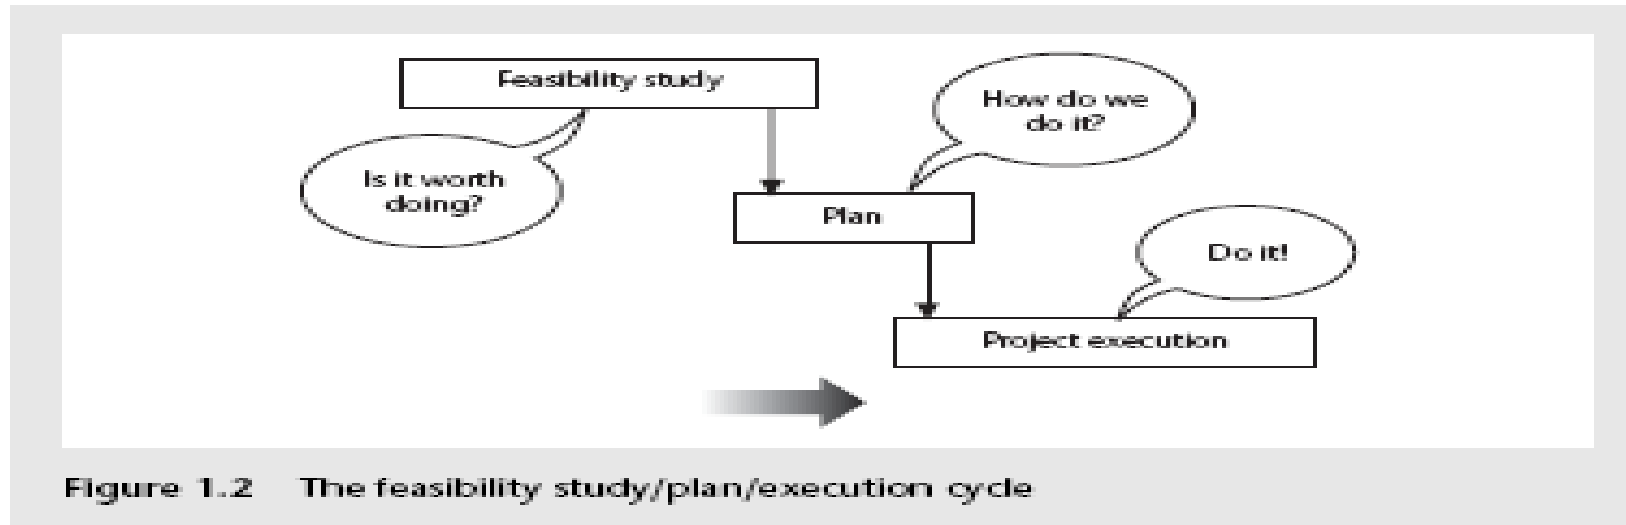 Feasibility study
How do we
do it?
Is it worth
doing?
Plan
Do it!
Project execution
Figure 1.2 The feasibility study/plan/execution cycle